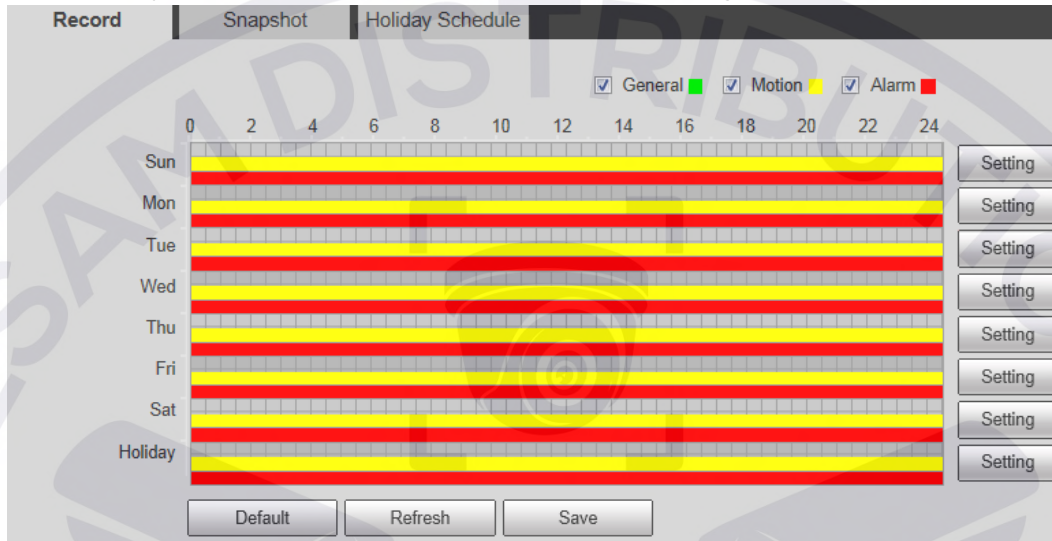 Record Snapshot Holiday Schedule
General Motion Alarm
0 2 4 6 8 10 12 14 16 18 20 22 24
Sun Setting
Mon Setting
Tue Setting
Wed Setting
Thu Setting
Fri Setting
Sat Setting
Holiday Setting
Default Refresh Save